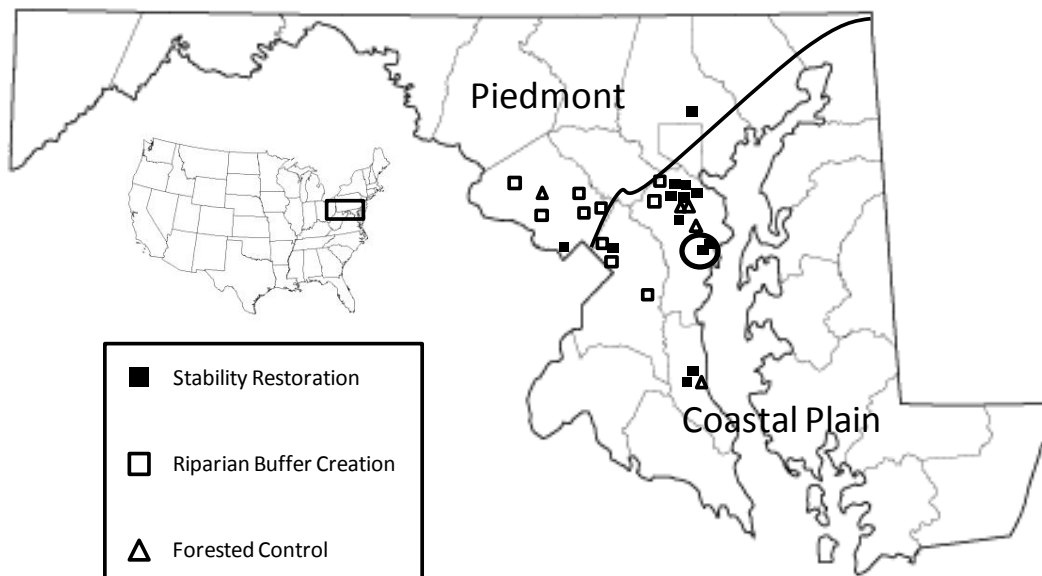 Piedmont
Coastal Plain
Stability Restoration
Riparian Buffer Creation
Forested Control